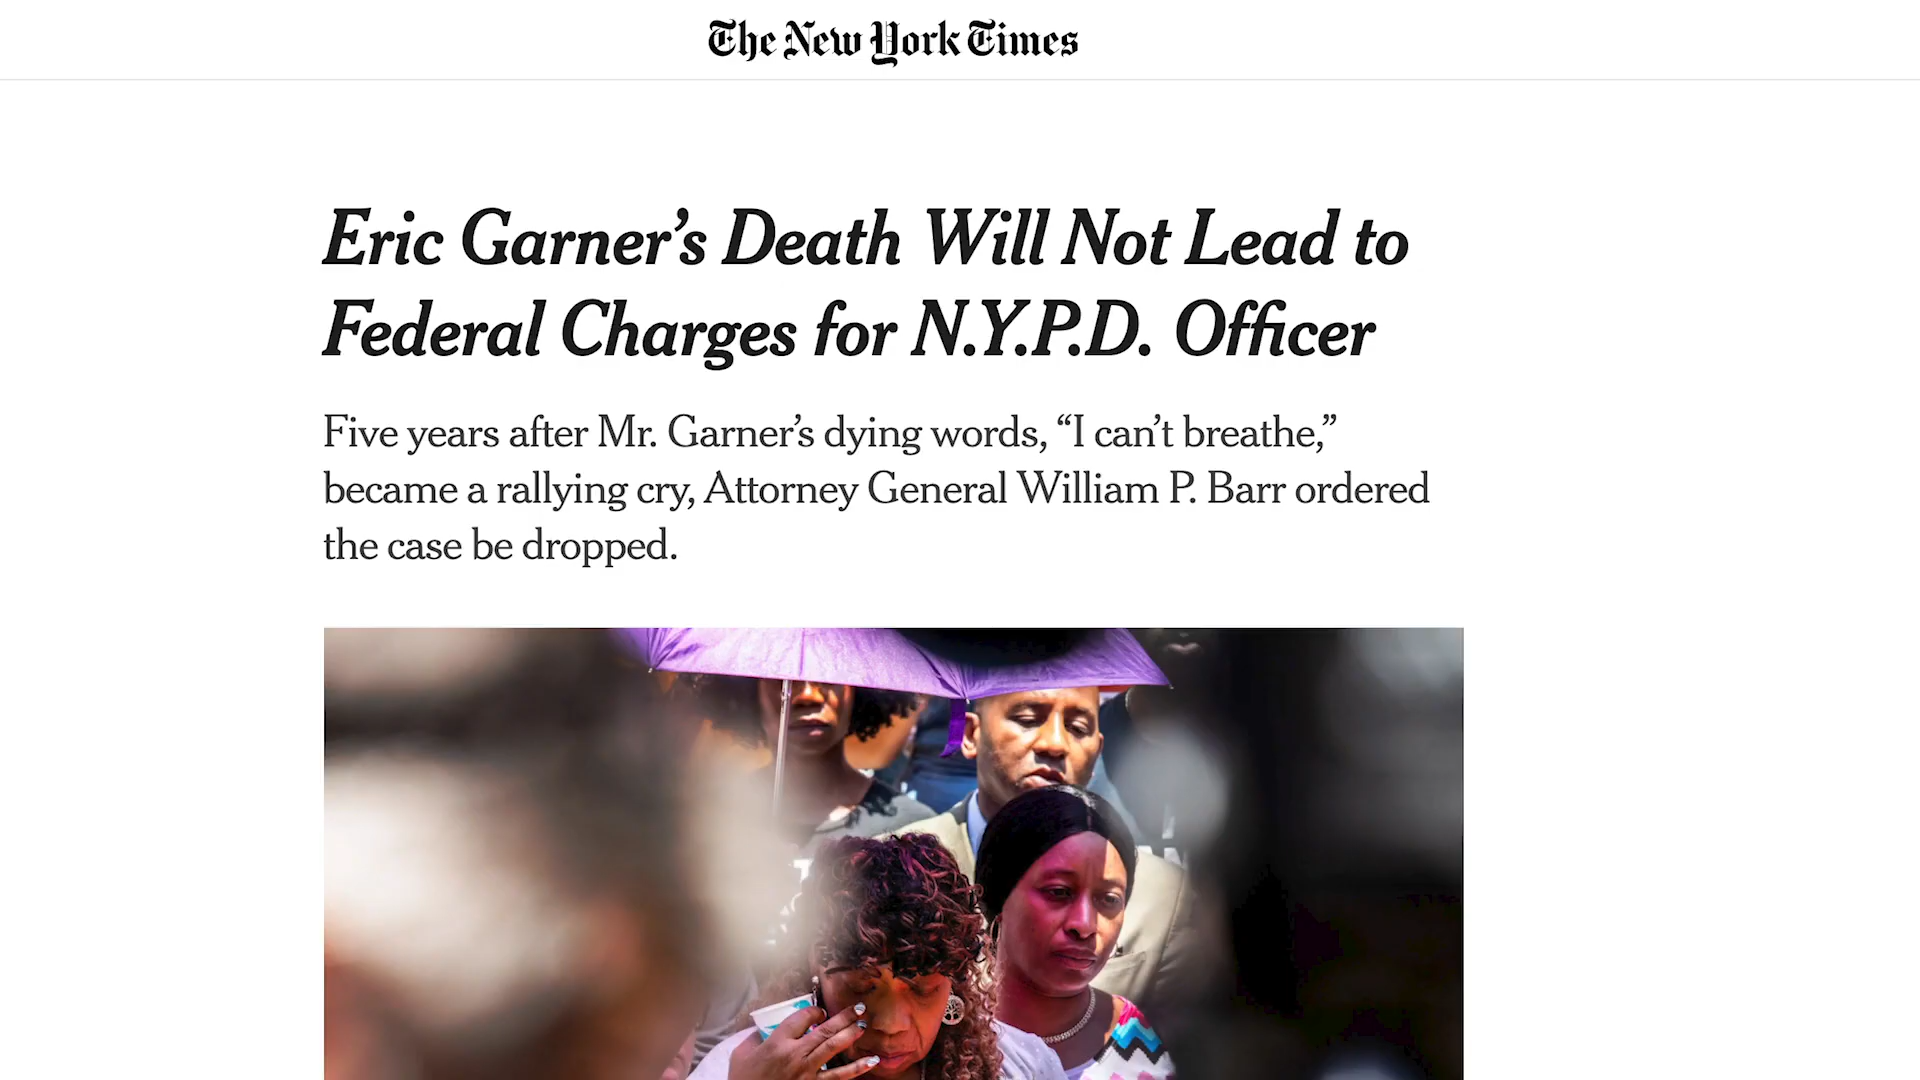 The New York Times
Eric Garner’s Death Will Not Lead to
Federal Charges for N.Y.P.D. Officer
Five years after Mr. Garner’s dying words, “I can’t breathe,”
became a rallying cry, Attorney General William P. Barr ordered
the case be dropped.